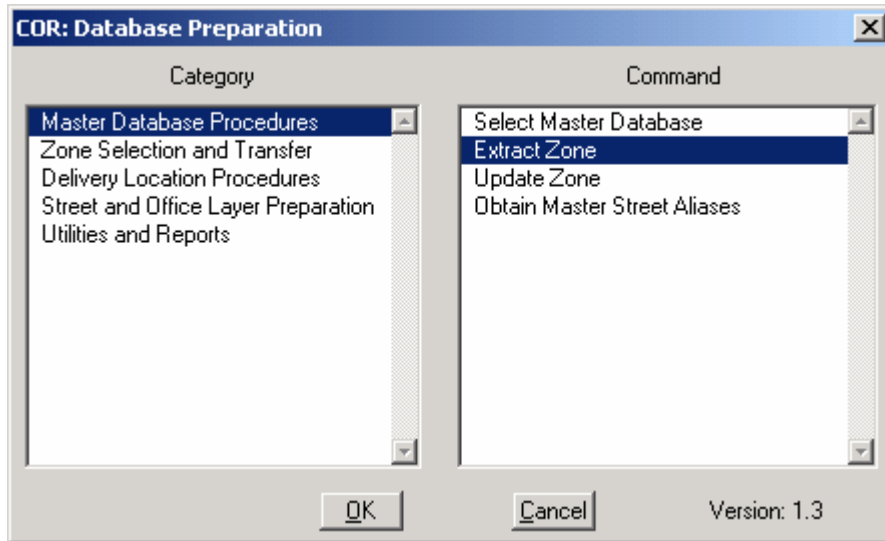 COR: Database Preparation
Category
Command
Master Database Procedures
Zone Selection and Transfer
Delivery Location Procedures
Street and Office Layer Preparation
Utilities and Reports
Select Master Database
Extract Zone
Update Zone
Obtain Master Street Aliases
OK
Cancel
Version: 1.3